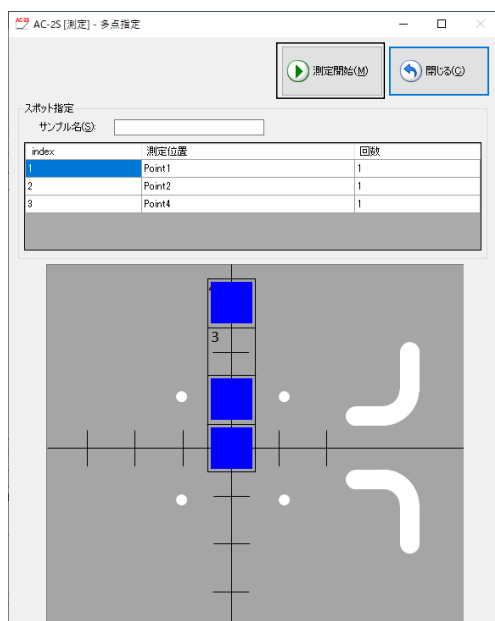 AC-2S [測定] - 多点指定
測定開始(M)
閉じる(C)
スポット指定
サンプル名(S):
index 測定位置 回数
1 Point1 1
2 Point2 1
3 Point4 1
3